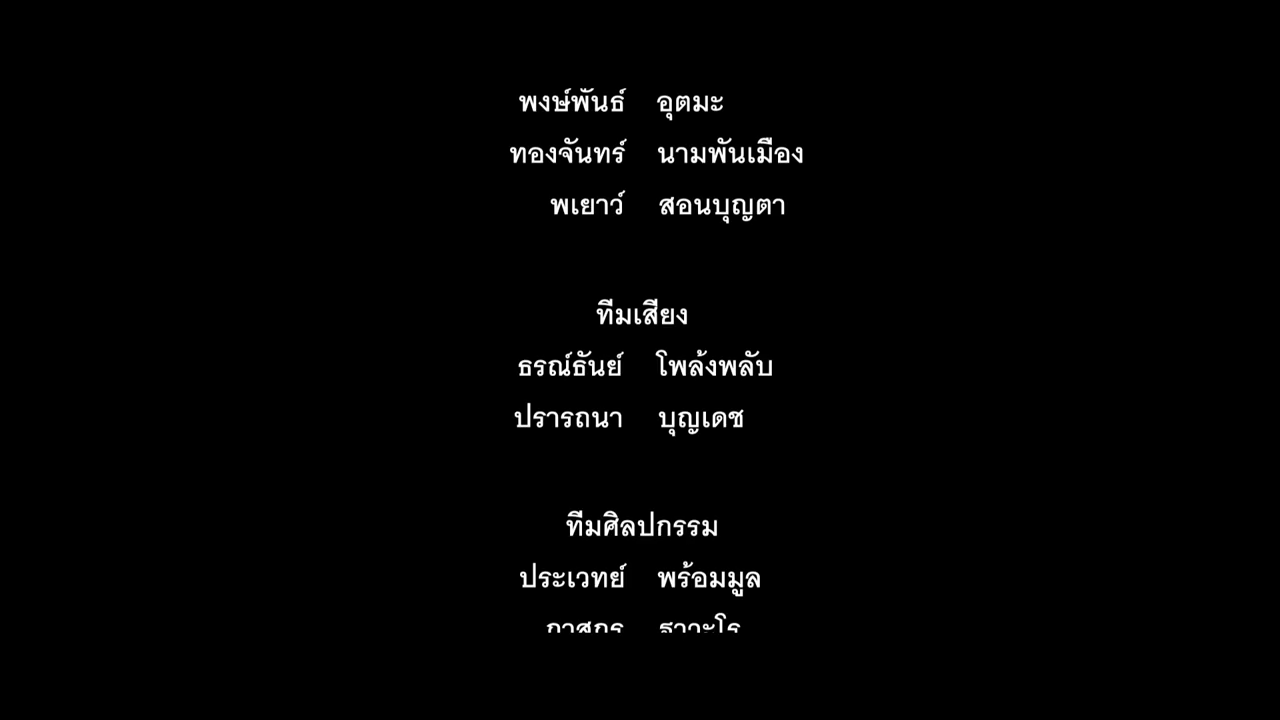 พงษ์พันธ์ อุตมะ
ทองจันทร์ นามพันเมือง
พเยาว์ สอนบุญตา
ทีมเสียง
ธรณ์ธันย์ โพล้งพลับ
ปรารถนา บุญเดช
ทีมศิลปกรรม
ประเวทย์ พร้อมมูล